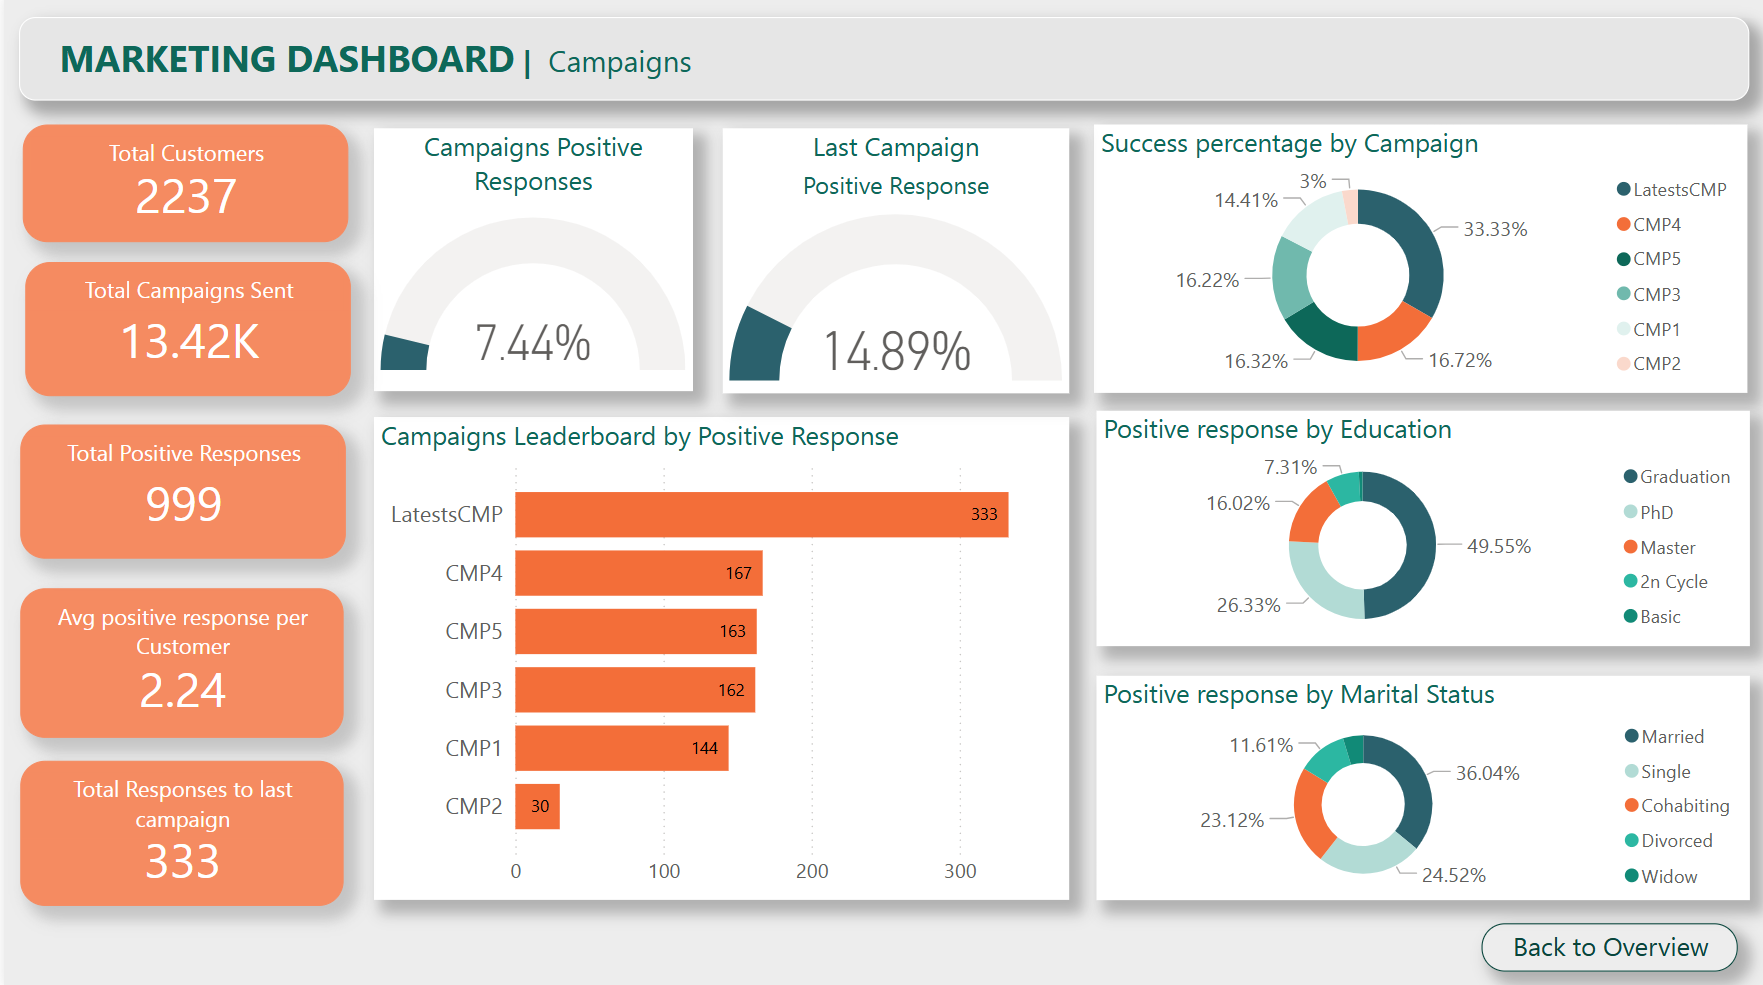 MARKETING DASHBOARD | Campaigns
Total Customers
2237
Total Campaigns Sent
13.42K
Total Positive Responses
999
Avg positive response per
Customer
2.24
Total Responses to last
campaign
333
Campaigns Positive
Responses
7.44%
Last Campaign
Positive Response
14.89%
Campaigns Leaderboard by Positive Response
LatestsCMP
333
CMP4
167
CMP5
163
CMP3
162
CMP1
144
CMP2
30
0
100
200
300
Success percentage by Campaign
3%
14.41%
33.33%
16.22%
16.32%
16.72%
LatestsCMP
CMP4
CMP5
CMP3
CMP1
CMP2
Positive response by Education
7.31%
16.02%
49.55%
26.33%
Graduation
PhD
Master
2n Cycle
Basic
Positive response by Marital Status
11.61%
36.04%
23.12%
24.52%
Married
Single
Cohabiting
Divorced
Widow
Back to Overview